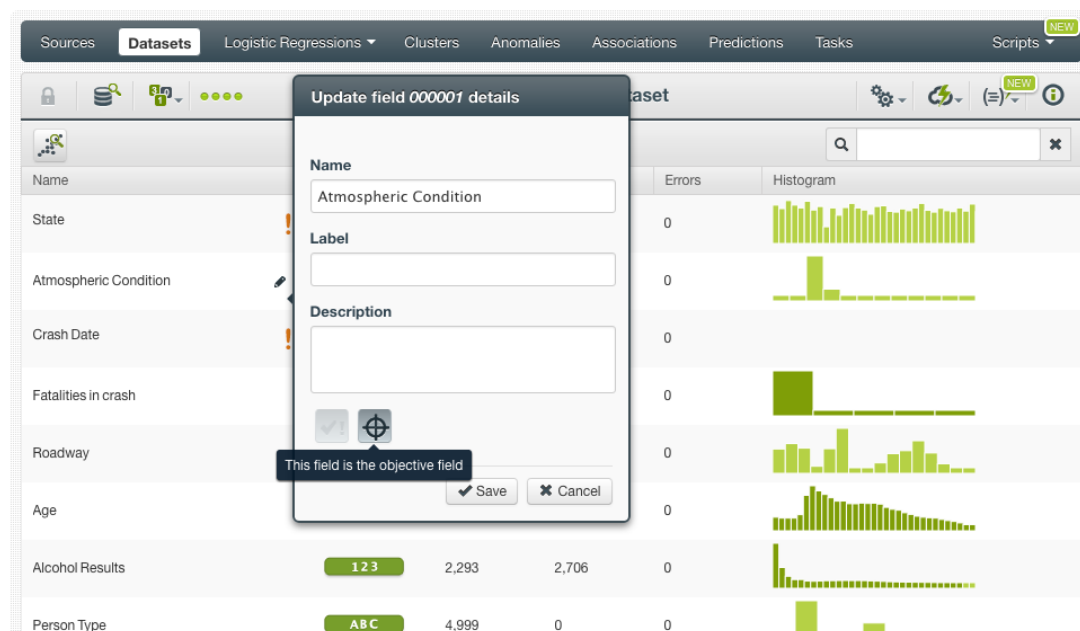 NEW
Sources Datasets Logistic Regressions Clusters Anomalies Associations Predictions Tasks Scripts
Update field 000001 details
taset
NEW
Name Errors Histogram
Name
State 0
Atmospheric Condition
Label
Atmospheric Condition 0
Description
Crash Date 0
Fatalities in crash 0
Roadway 0
This field is the objective field
Save Cancel
Age 0
Alcohol Results 123 2,293 2,706 0
Person Type ABC 4,999 0 0